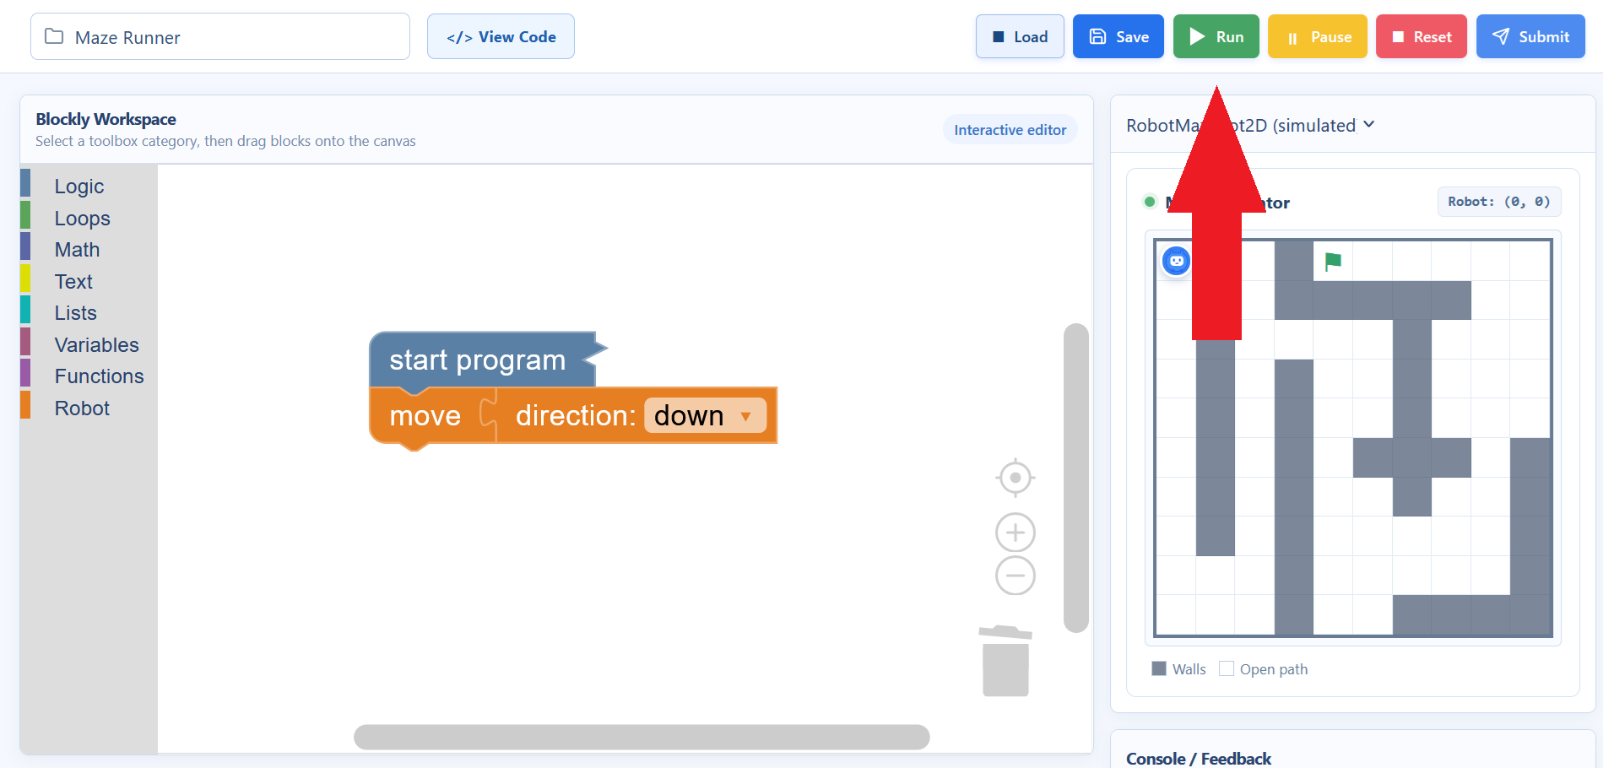 Maze Runner
</> View Code
Load
Save
Run
Pause
Reset
Submit
Blockly Workspace
Select a toolbox category, then drag blocks onto the canvas
Interactive editor
Logic
Loops
Math
Text
Lists
Variables
Functions
Robot
start program
move direction: down
(simulated
Robot: (0, 0)
Walls
Open path
Console / Feedback